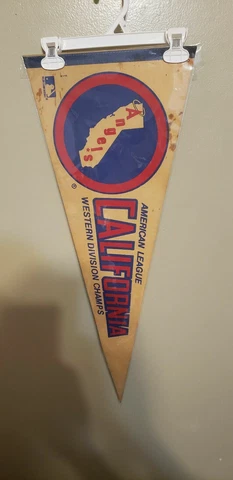 Angels
®
AMERICAN LEAGUE
CALIFORNIA
WESTERN DIVISION CHAMPS